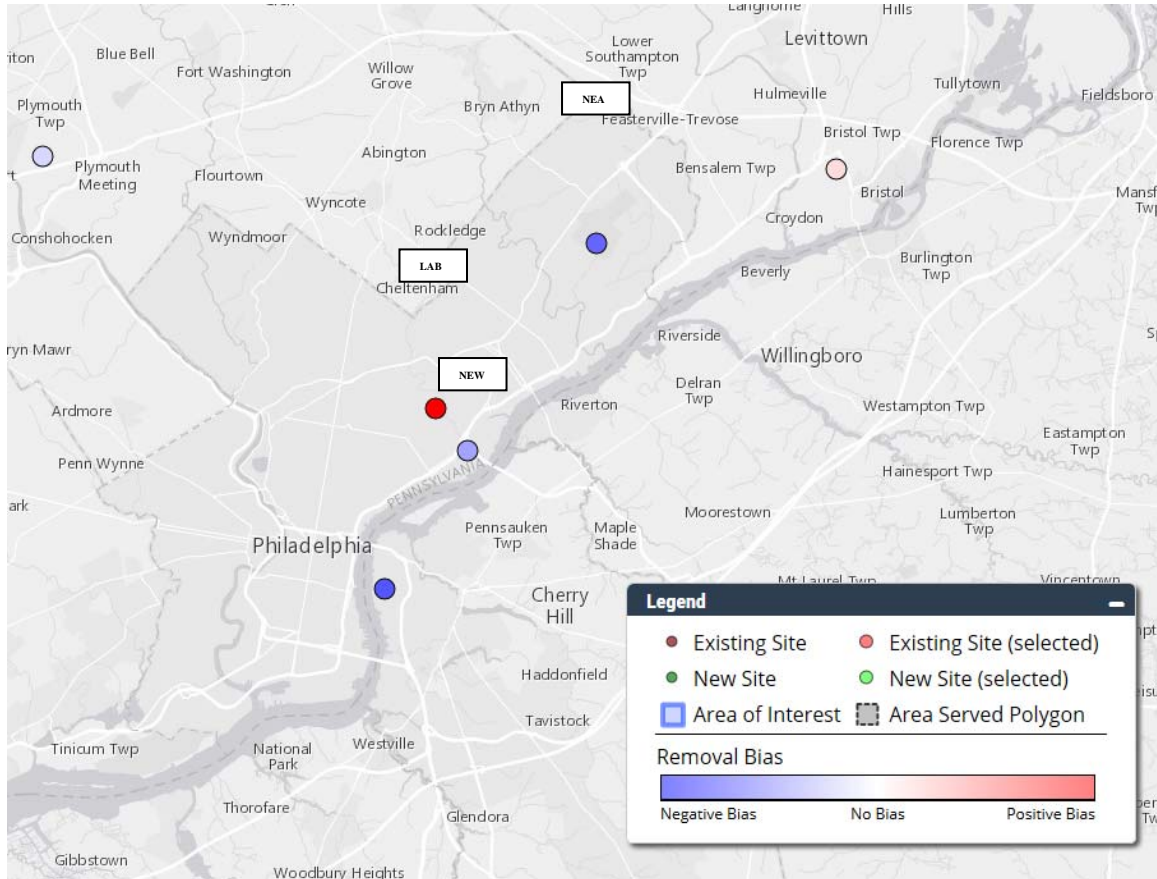 Langhorne
Hills
Levittown
Lower
Southampton
Twp
Blue Bell
Fort Washington
Willow
Grove
Tullytown
Hulmeville
Fieldsboro
Plymouth
Twp
Bryn Athyn
NEA
Feasterville-Trevose
Bristol Twp
Florence Twp
Abington
Plymouth
Meeting
Flourtown
Bensalem Twp
Bristol
Wyncote
Croydon
Conshohocken
Wyndmoor
Rockledge
LAB
Cheltenham
Beverly
Burlington
Twp
Riverside
Willingboro
NEW
Delran
Twp
Riverton
Ardmore
Westampton Twp
Eastampton
Twp
Penn Wynne
Hainesport Twp
PENNSYLVANIA
Moorestown
Lumberton
Twp
Pennsauken
Twp
Maple
Shade
Philadelphia
Mt Laurel Twp
Vincentown
Cherry
Hill
Haddonfield
Tavistock
Tinicum Twp
National
Park
Westville
Thorofare
Glendora
Gibbstown
Woodbury Heights
Legend
Existing Site
Existing Site (selected)
New Site
New Site (selected)
Area of Interest
Area Served Polygon
Removal Bias
Negative Bias
No Bias
Positive Bias